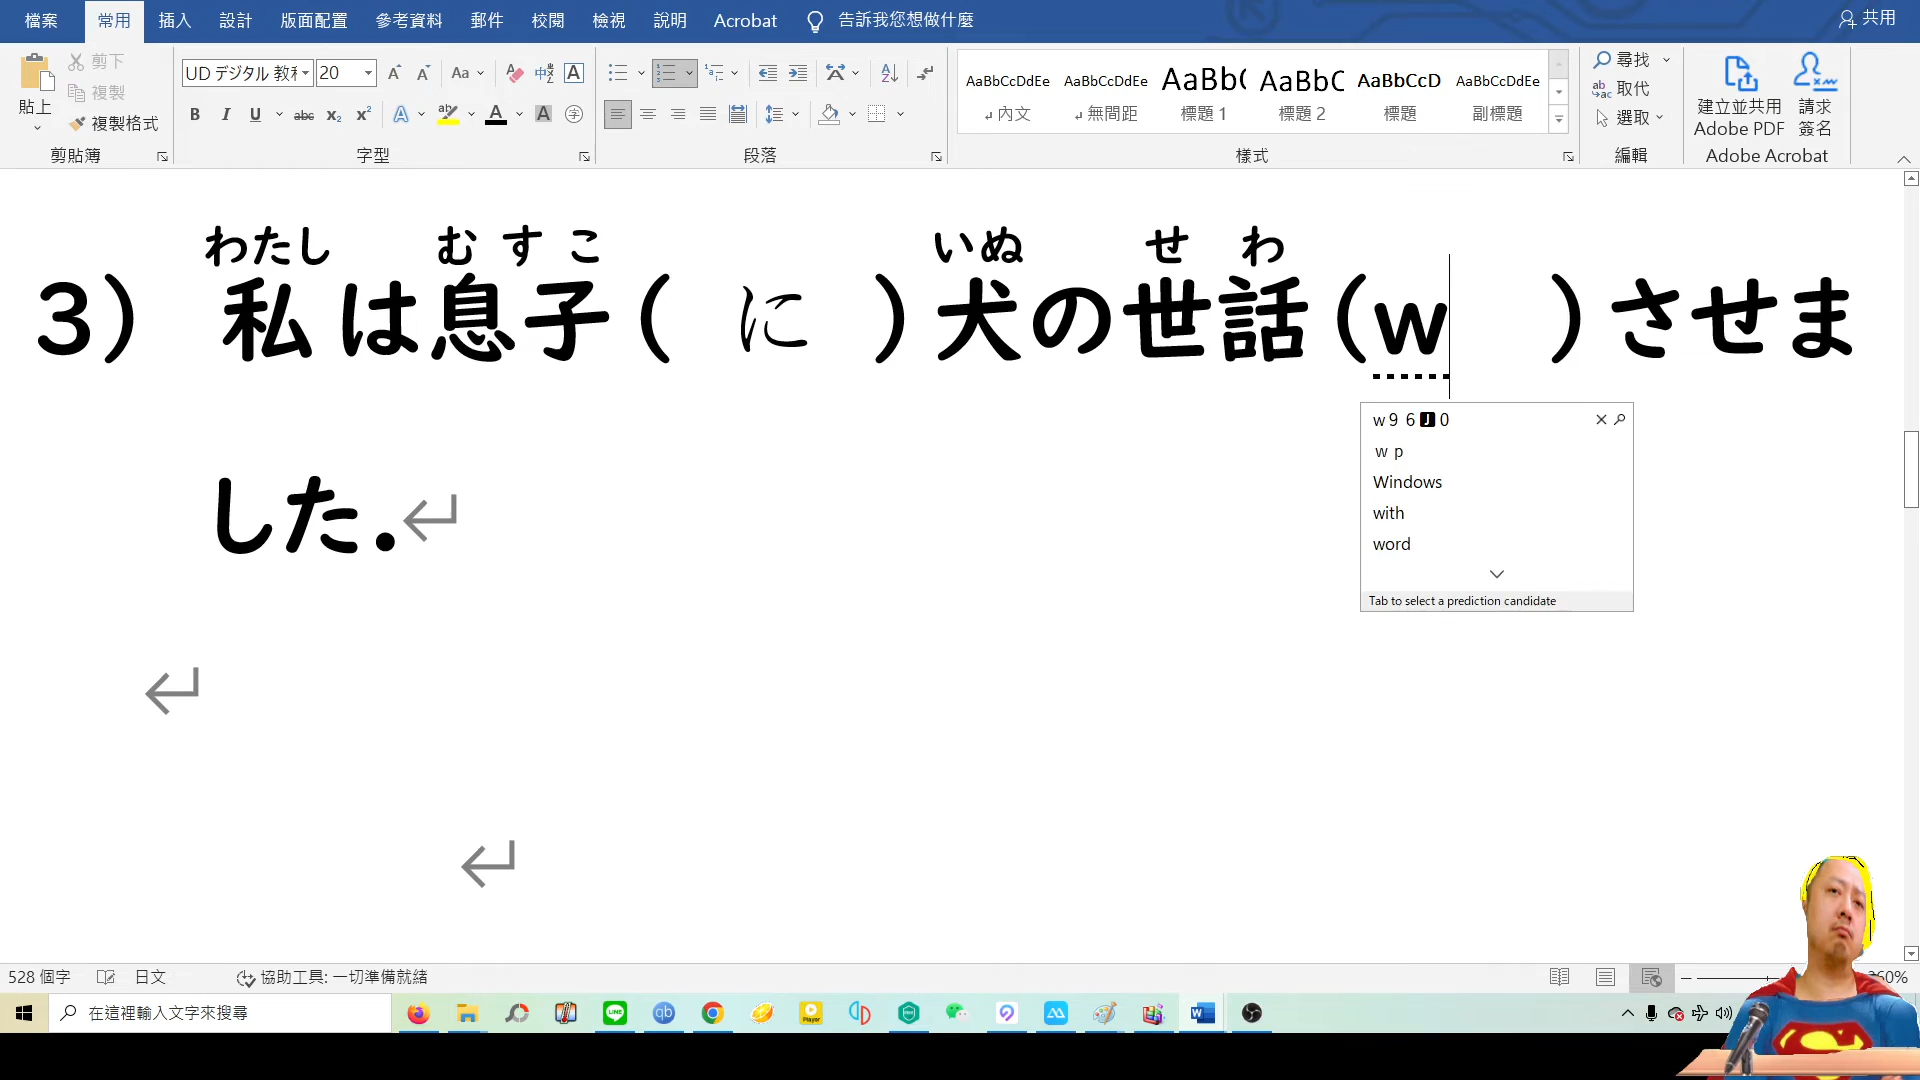 檔案 常用 插入 設計 版面配置 參考資料 郵件 校閱 檢視 說明 Acrobat 告訴我您想做什麼 共用
貼上 剪下 複製 複製格式
UD デジタル 教科 20
AaBbCcDdEe AaBbCcDdEe AaBb( AaBbC AaBbCcD AaBbCcDdEe
內文 無間距 標題 1 標題 2 標題 副標題
尋找 取代 選取
建立並共用 Adobe PDF 請求簽名
剪貼簿 字型 段落 樣式 編輯 Adobe Acrobat
わたし むすこ いぬ せわ
3) 私は息子( に )犬の世話(w )させま
した.
w 9 6 J 0
w p
Windows
with
word
Tab to select a prediction candidate
528 個字 日文 協助工具: 一切準備就緒
在這裡輸入文字來搜尋